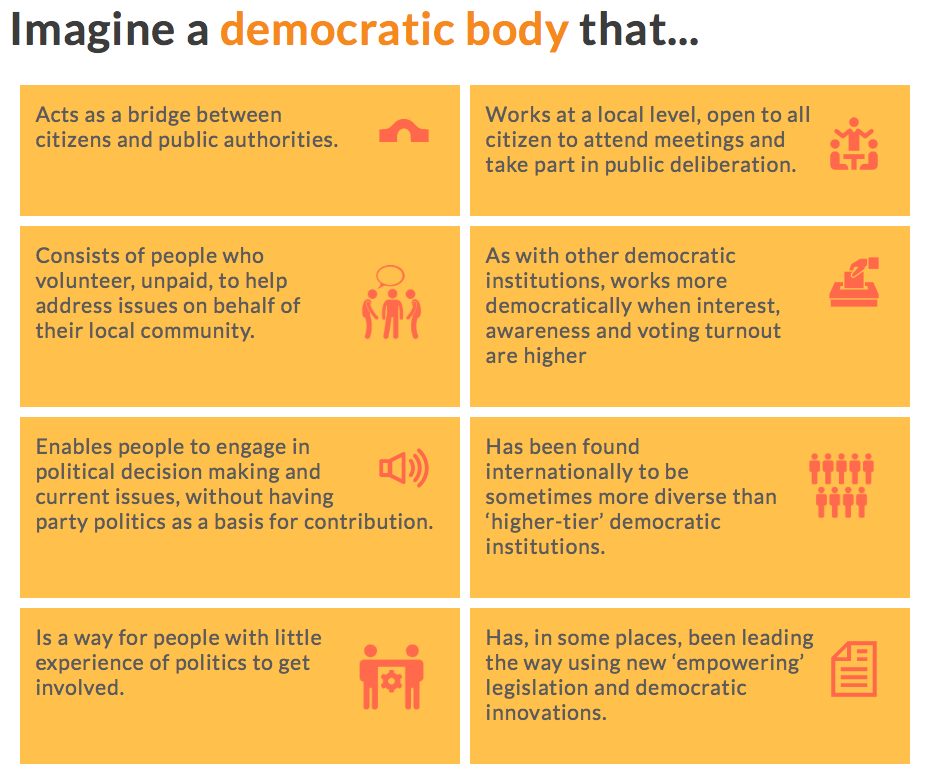 Imagine a democratic body that...
Acts as a bridge between
citizens and public authorities.
Works at a local level, open to all
citizen to attend meetings and
take part in public deliberation.
Consists of people who
volunteer, unpaid, to help
address issues on behalf of
their local community.
As with other democratic
institutions, works more
democratically when interest,
awareness and voting turnout
are higher
Enables people to engage in
political decision making and
current issues, without having
party politics as a basis for contribution.
Has been found
internationally to be
sometimes more diverse than
‘higher-tier’ democratic
institutions.
Is a way for people with little
experience of politics to get
involved.
Has, in some places, been leading
the way using new ‘empowering’
legislation and democratic
innovations.